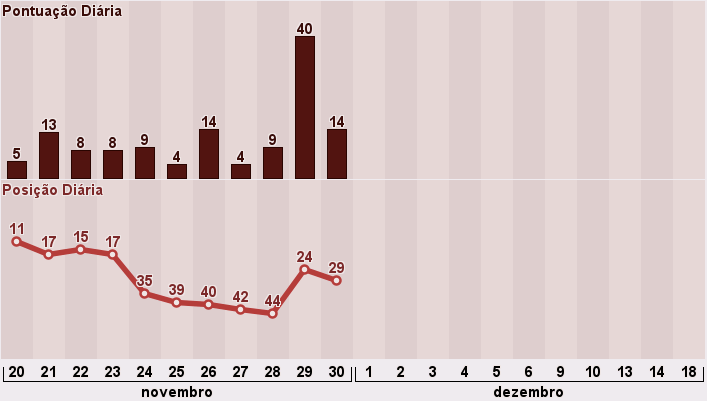 Pontuação Diária
5 13 8 8 9 4 14 4 9 40 14
Posição Diária
11 17 15 17 35 39 40 42 44 24 29
20 21 22 23 24 25 26 27 28 29 30 1 2 3 4 5 6 9 10 13 14 18
novembro dezembro